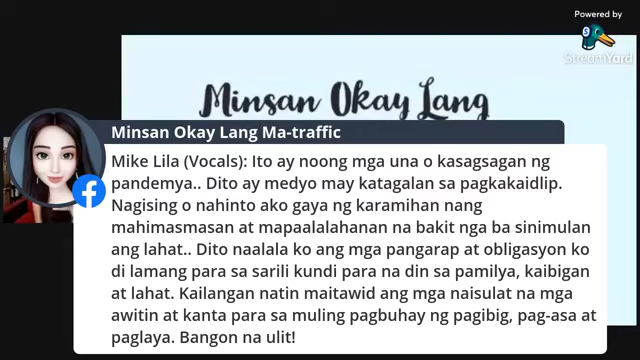 Powered by
StreamYard
Minsan Okay Lang
Minsan Okay Lang Ma-traffic
Mike Lila (Vocals): Ito ay noong mga una o kasagsagan ng
pandemya.. Dito ay medyo may katagalan sa pagkakaidlip.
Nagising o nahinto ako gaya ng karamihan nang
mahimasmasan at mapaalalahanan na bakit nga ba sinimulan
ang lahat.. Dito naalala ko ang mga pangarap at obligasyon ko
di lamang para sa sarili kundi para na din sa pamilya, kaibigan
at lahat. Kailangan natin maitawid ang mga naisulat na mga
awitin at kanta para sa muling pagbuhay ng pagibig, pag-asa at
paglaya. Bangon na ulit!